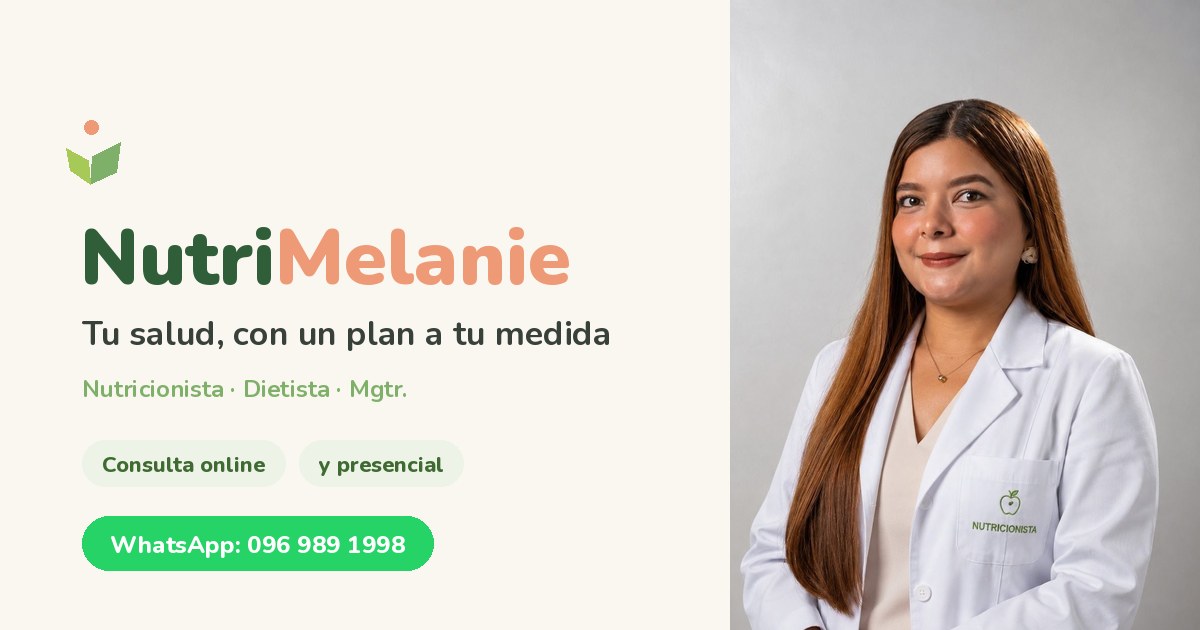 NutriMelanie
Tu salud, con un plan a tu medida
Nutricionista · Dietista · Mgtr.
Consulta online
y presencial
WhatsApp: 096 989 1998
NUTRICIONISTA